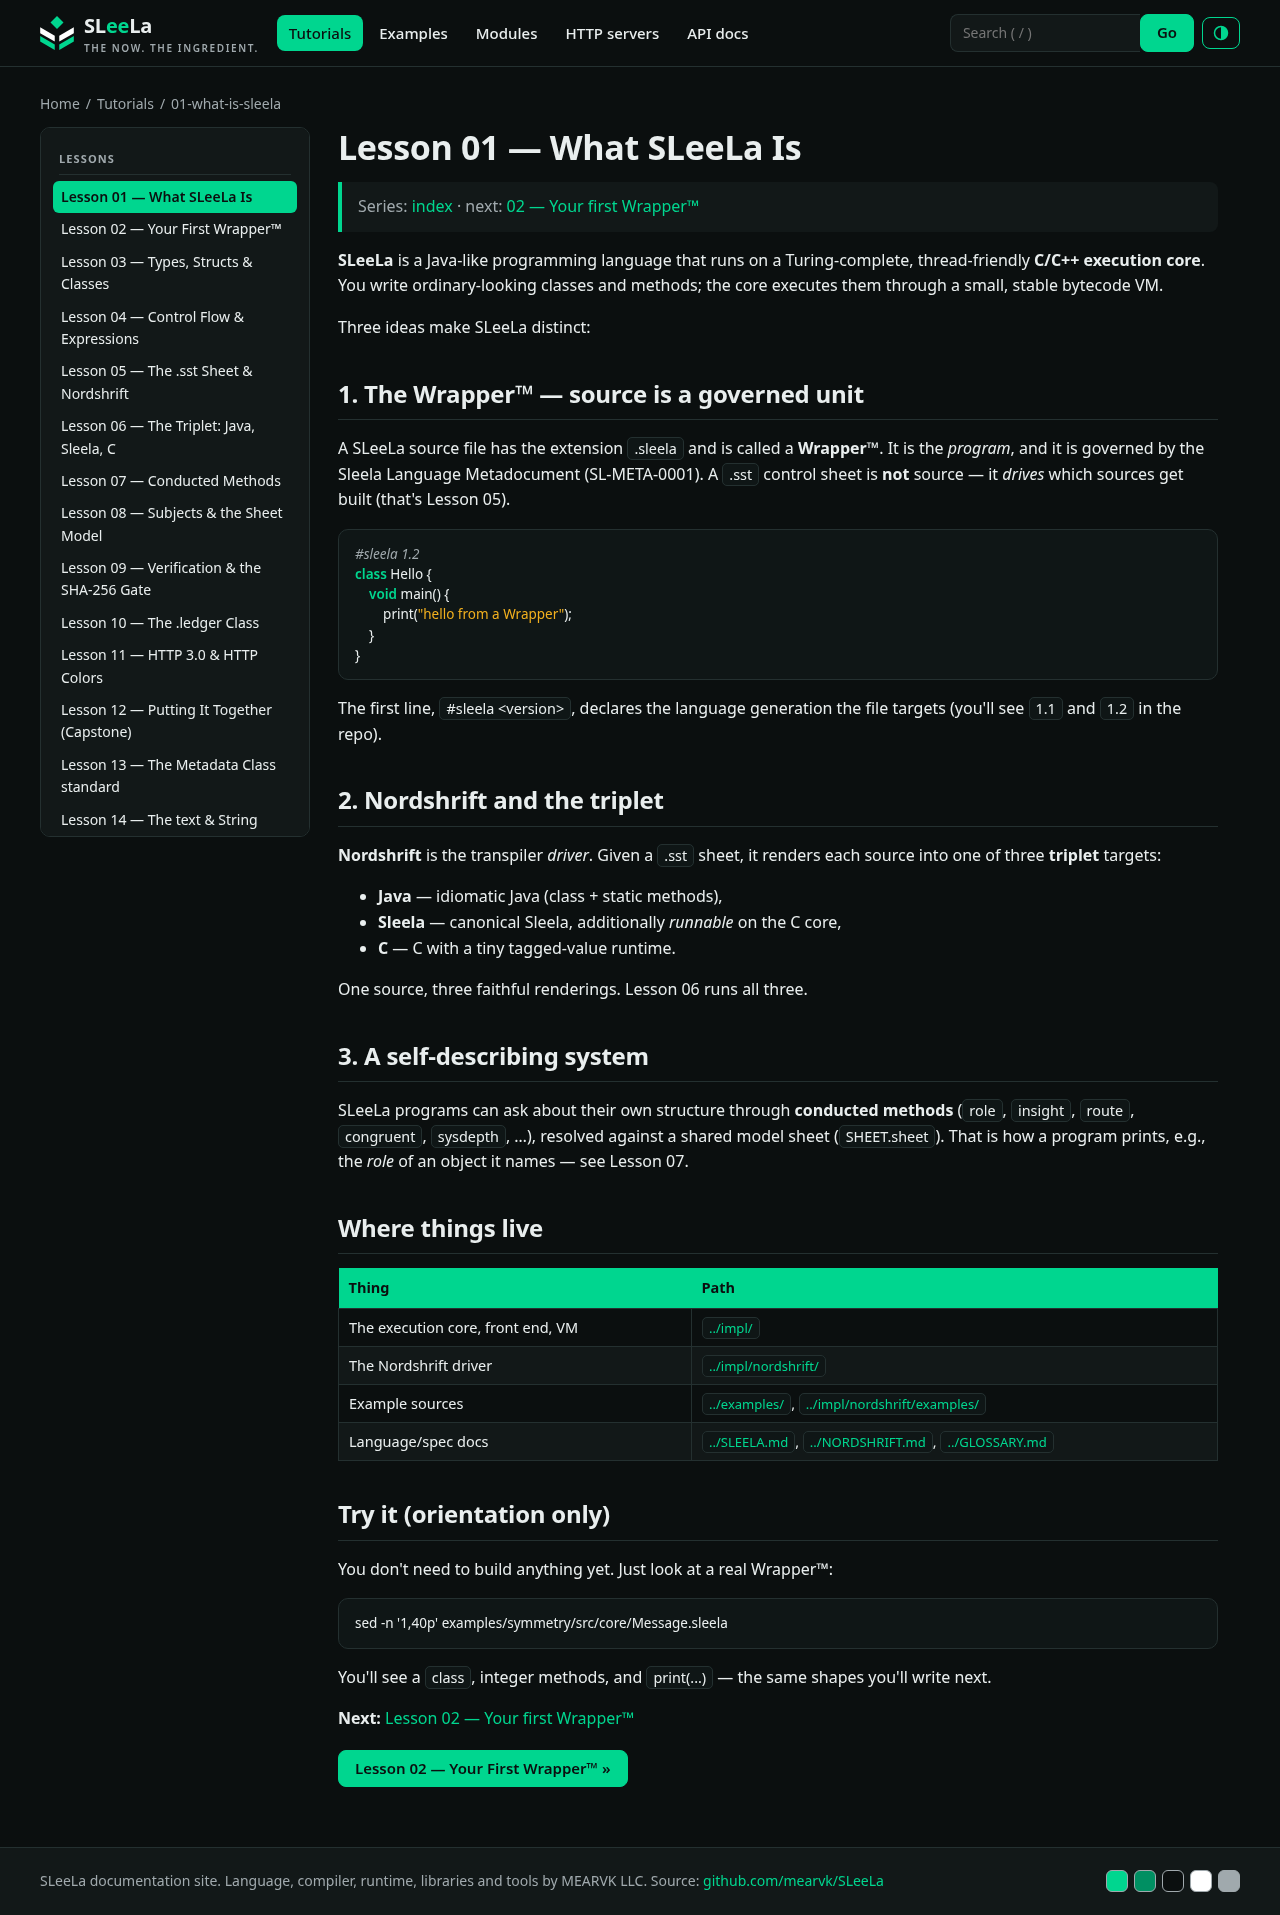 SLeeLa
THE NOW. THE INGREDIENT.
Tutorials
Examples
Modules
HTTP servers
API docs
Search ( / )
Go
Home / Tutorials / 01-what-is-sleela
LESSONS
Lesson 01 — What SLeeLa Is
Lesson 02 — Your First Wrapper™
Lesson 03 — Types, Structs &
Classes
Lesson 04 — Control Flow &
Expressions
Lesson 05 — The .sst Sheet &
Nordshrift
Lesson 06 — The Triplet: Java,
Sleela, C
Lesson 07 — Conducted Methods
Lesson 08 — Subjects & the Sheet
Model
Lesson 09 — Verification & the
SHA-256 Gate
Lesson 10 — The .ledger Class
Lesson 11 — HTTP 3.0 & HTTP
Colors
Lesson 12 — Putting It Together
(Capstone)
Lesson 13 — The Metadata Class
standard
Lesson 14 — The text & String
Lesson 01 — What SLeeLa Is
Series: index · next: 02 — Your first Wrapper™
SLeeLa is a Java-like programming language that runs on a Turing-complete, thread-friendly C/C++ execution core.
You write ordinary-looking classes and methods; the core executes them through a small, stable bytecode VM.
Three ideas make SLeeLa distinct:
1. The Wrapper™ — source is a governed unit
A SLeeLa source file has the extension .sleela and is called a Wrapper™. It is the program, and it is governed by the
Sleela Language Metadocument (SL-META-0001). A .sst control sheet is not source — it drives which sources get
built (that's Lesson 05).
#sleela 1.2
class Hello {
void main() {
print("hello from a Wrapper");
}
}
The first line, #sleela <version>, declares the language generation the file targets (you'll see 1.1 and 1.2 in the
repo).
2. Nordshrift and the triplet
Nordshrift is the transpiler driver. Given a .sst sheet, it renders each source into one of three triplet targets:
• Java — idiomatic Java (class + static methods),
• Sleela — canonical Sleela, additionally runnable on the C core,
• C — C with a tiny tagged-value runtime.
One source, three faithful renderings. Lesson 06 runs all three.
3. A self-describing system
SLeeLa programs can ask about their own structure through conducted methods (role, insight, route,
congruent, sysdepth, …), resolved against a shared model sheet (SHEET.sheet). That is how a program prints, e.g.,
the role of an object it names — see Lesson 07.
Where things live
Thing Path
The execution core, front end, VM ../impl/
The Nordshrift driver ../impl/nordshrift/
Example sources ../examples/, ../impl/nordshrift/examples/
Language/spec docs ../SLEELA.md, ../NORDSHRIFT.md, ../GLOSSARY.md
Try it (orientation only)
You don't need to build anything yet. Just look at a real Wrapper™:
sed -n '1,40p' examples/symmetry/src/core/Message.sleela
You'll see a class, integer methods, and print(...) — the same shapes you'll write next.
Next: Lesson 02 — Your first Wrapper™
Lesson 02 — Your First Wrapper™ »
SLeeLa documentation site. Language, compiler, runtime, libraries and tools by MEARVK LLC. Source: github.com/mearvk/SLeeLa